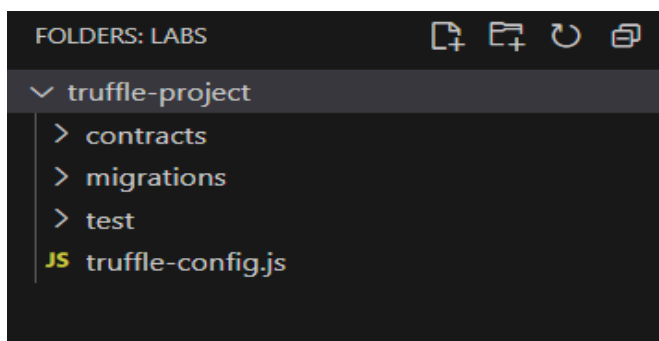 FOLDERS: LABS
truffle-project
contracts
migrations
test
JS truffle-config.js